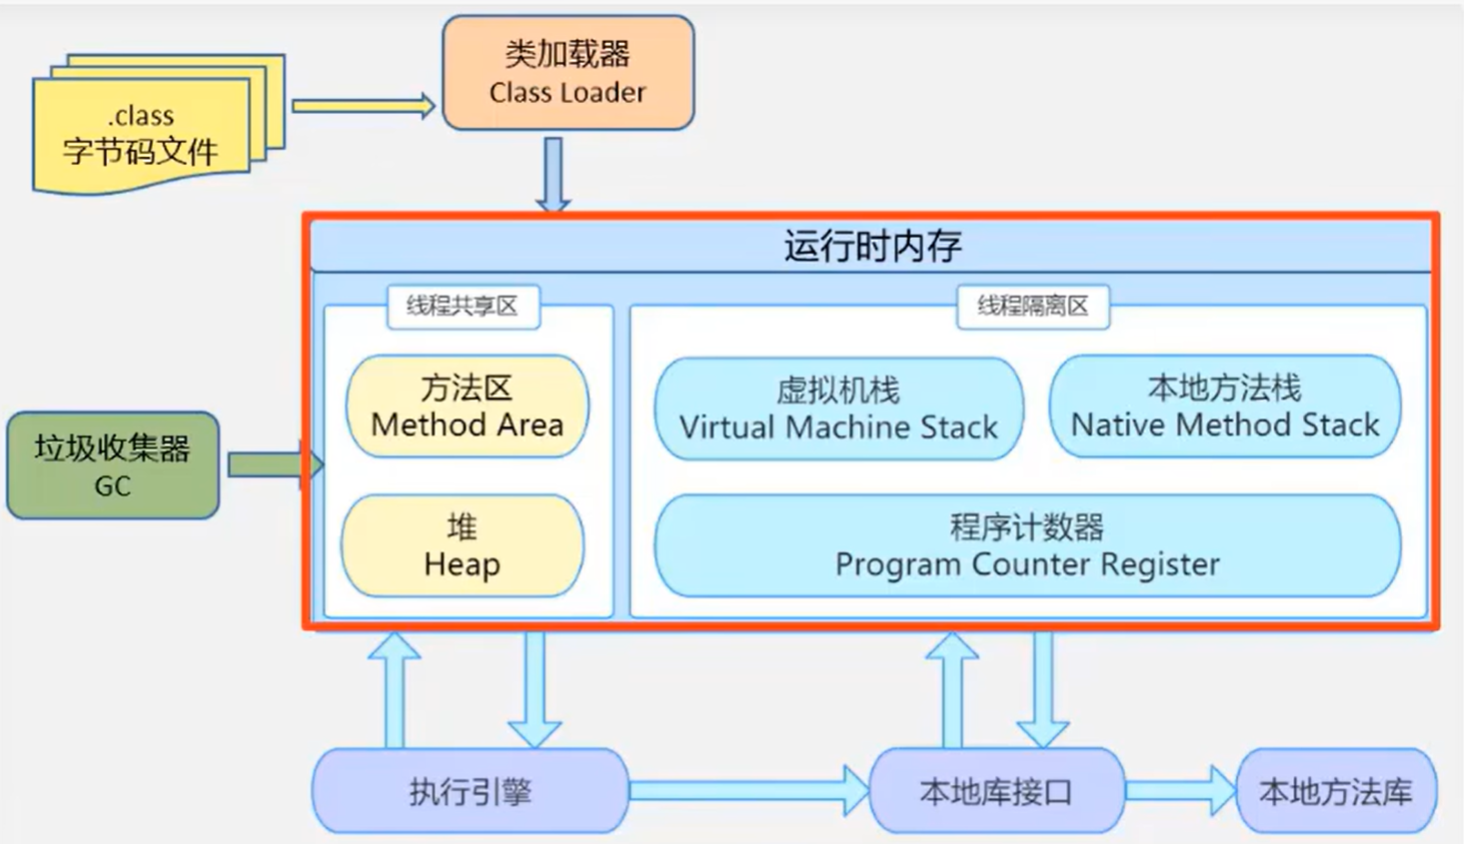 类加载器
Class Loader
.class
字节码文件
运行时内存
线程共享区
线程隔离区
方法区
Method Area
虚拟机栈
Virtual Machine Stack
本地方法栈
Native Method Stack
垃圾收集器
GC
堆
Heap
程序计数器
Program Counter Register
执行引擎
本地库接口
本地方法库